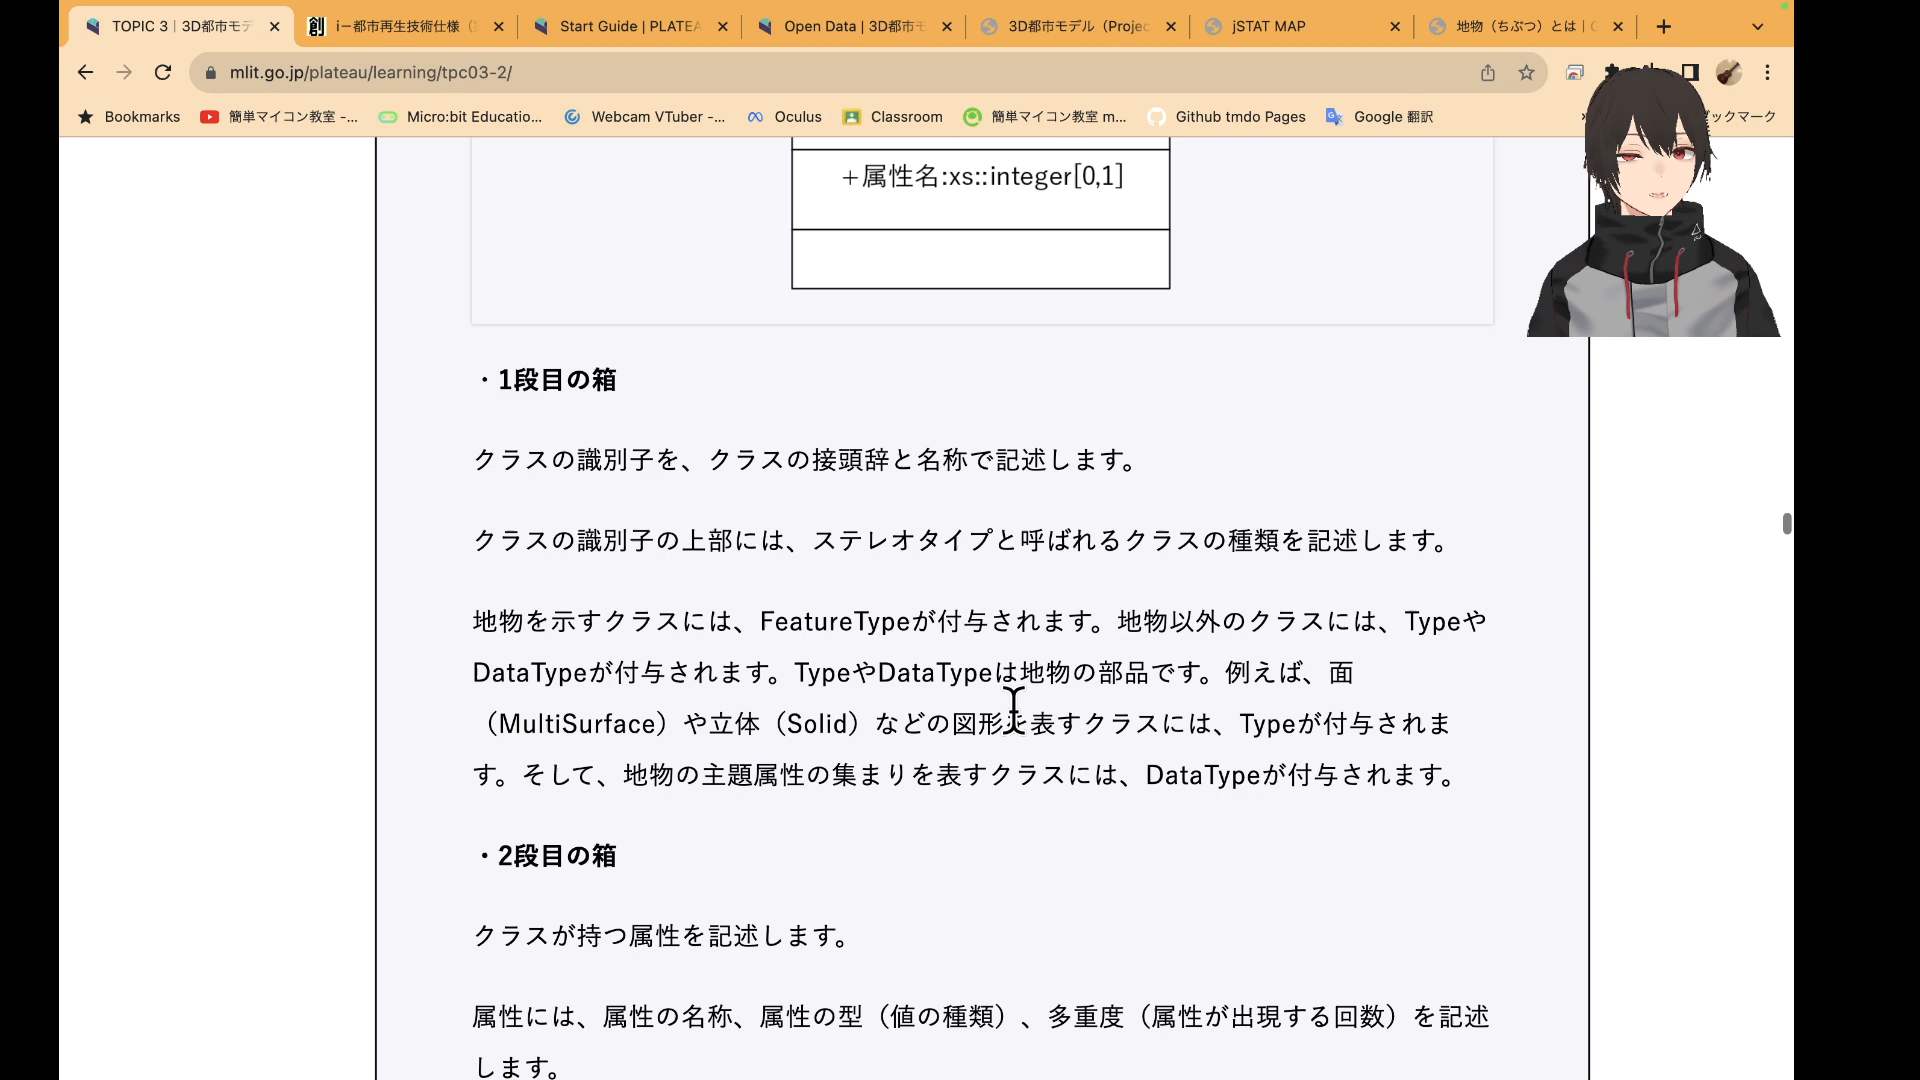 TOPIC 3 | 3D都市モデ
i－都市再生技術仕様（
Start Guide | PLATEA
Open Data | 3D都市モ
3D都市モデル（Projec
jSTAT MAP
地物（ちぶつ）とは |
mlit.go.jp/plateau/learning/tpc03-2/
Bookmarks
簡単マイコン教室 -...
Micro:bit Educatio...
Webcam VTuber -...
Oculus
Classroom
簡単マイコン教室 m...
Github tmdo Pages
Google 翻訳
ックマーク
+属性名:xs::integer[0,1]
・1段目の箱
クラスの識別子を、クラスの接頭辞と名称で記述します。
クラスの識別子の上部には、ステレオタイプと呼ばれるクラスの種類を記述します。
地物を示すクラスには、FeatureTypeが付与されます。地物以外のクラスには、Typeや
DataTypeが付与されます。TypeやDataTypeは地物の部品です。例えば、面
（MultiSurface）や立体（Solid）などの図形を表すクラスには、Typeが付与されま
す。そして、地物の主題属性の集まりを表すクラスには、DataTypeが付与されます。
・2段目の箱
クラスが持つ属性を記述します。
属性には、属性の名称、属性の型（値の種類）、多重度（属性が出現する回数）を記述
します。